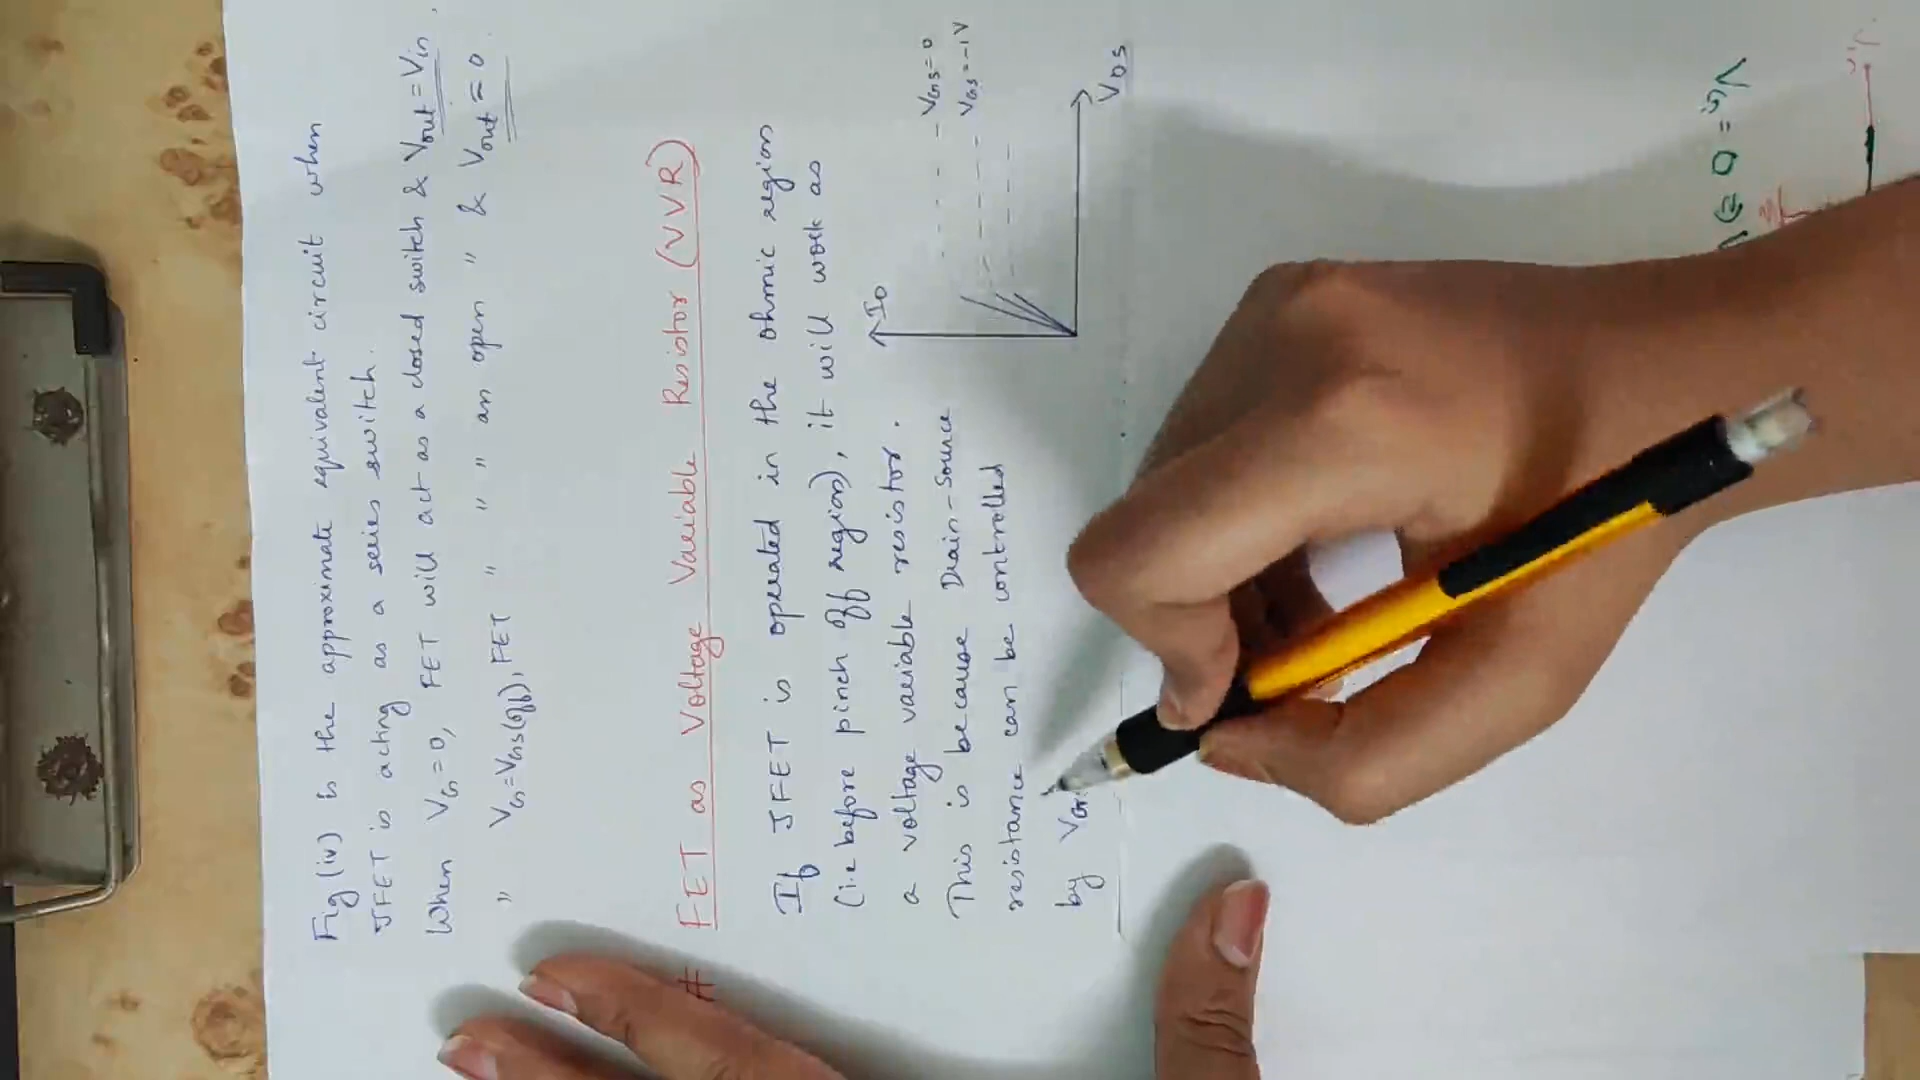 Fig (iv) is the approximate equivalent circuit when
JFET is acting as a series switch.
When VG = 0, FET will act as a closed switch & Vout = Vin.
" VG = VGS(off), FET " " " an open " & Vout ≈ 0
# FET as Voltage Variable Resistor (VVR)
If JFET is operated in the ohmic region
(i.e before pinch off region), it will work as
a voltage variable resistor.
This is because Drain-Source
resistance can be controlled
by VG
ID
VGS = 0
VGS = -1V
VDS
Vin = 0 ⇒